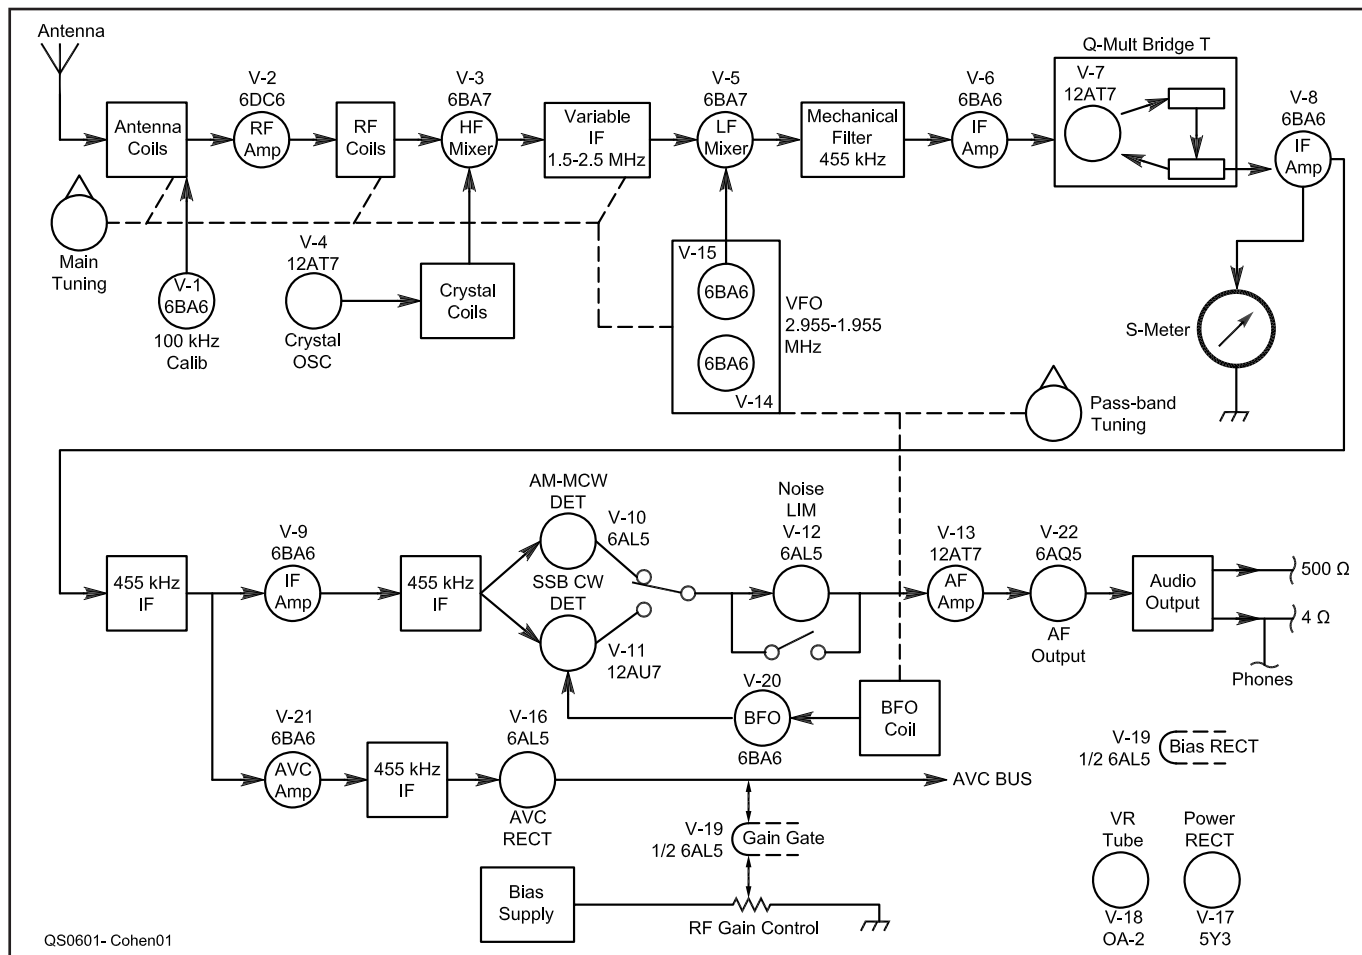 Antenna
Q-Mult Bridge T
V-2
6DC6
RF
Amp
V-3
6BA7
HF
Mixer
V-5
6BA7
LF
Mixer
V-6
6BA6
IF
Amp
V-7
12AT7
V-8
6BA6
IF
Amp
Antenna
Coils
RF
Coils
Variable
IF
1.5-2.5 MHz
Mechanical
Filter
455 kHz
Main
Tuning
V-1
6BA6
100 kHz
Calib
V-4
12AT7
Crystal
OSC
Crystal
Coils
V-15
6BA6
6BA6
V-14
VFO
2.955-1.955
MHz
S-Meter
Pass-band
Tuning
AM-MCW
DET
V-10
6AL5
SSB CW
DET
V-11
12AU7
Noise
LIM
V-12
6AL5
V-9
6BA6
IF
Amp
455 kHz
IF
455 kHz
IF
V-13
12AT7
AF
Amp
V-22
6AQ5
AF
Output
Audio
Output
500 Ω
4 Ω
Phones
V-20
BFO
6BA6
BFO
Coil
V-21
6BA6
AVC
Amp
455 kHz
IF
V-16
6AL5
AVC
RECT
AVC BUS
V-19
1/2 6AL5
Bias RECT
V-19
1/2 6AL5
Gain Gate
Bias
Supply
RF Gain Control
VR
Tube
V-18
OA-2
Power
RECT
V-17
5Y3
QS0601- Cohen01